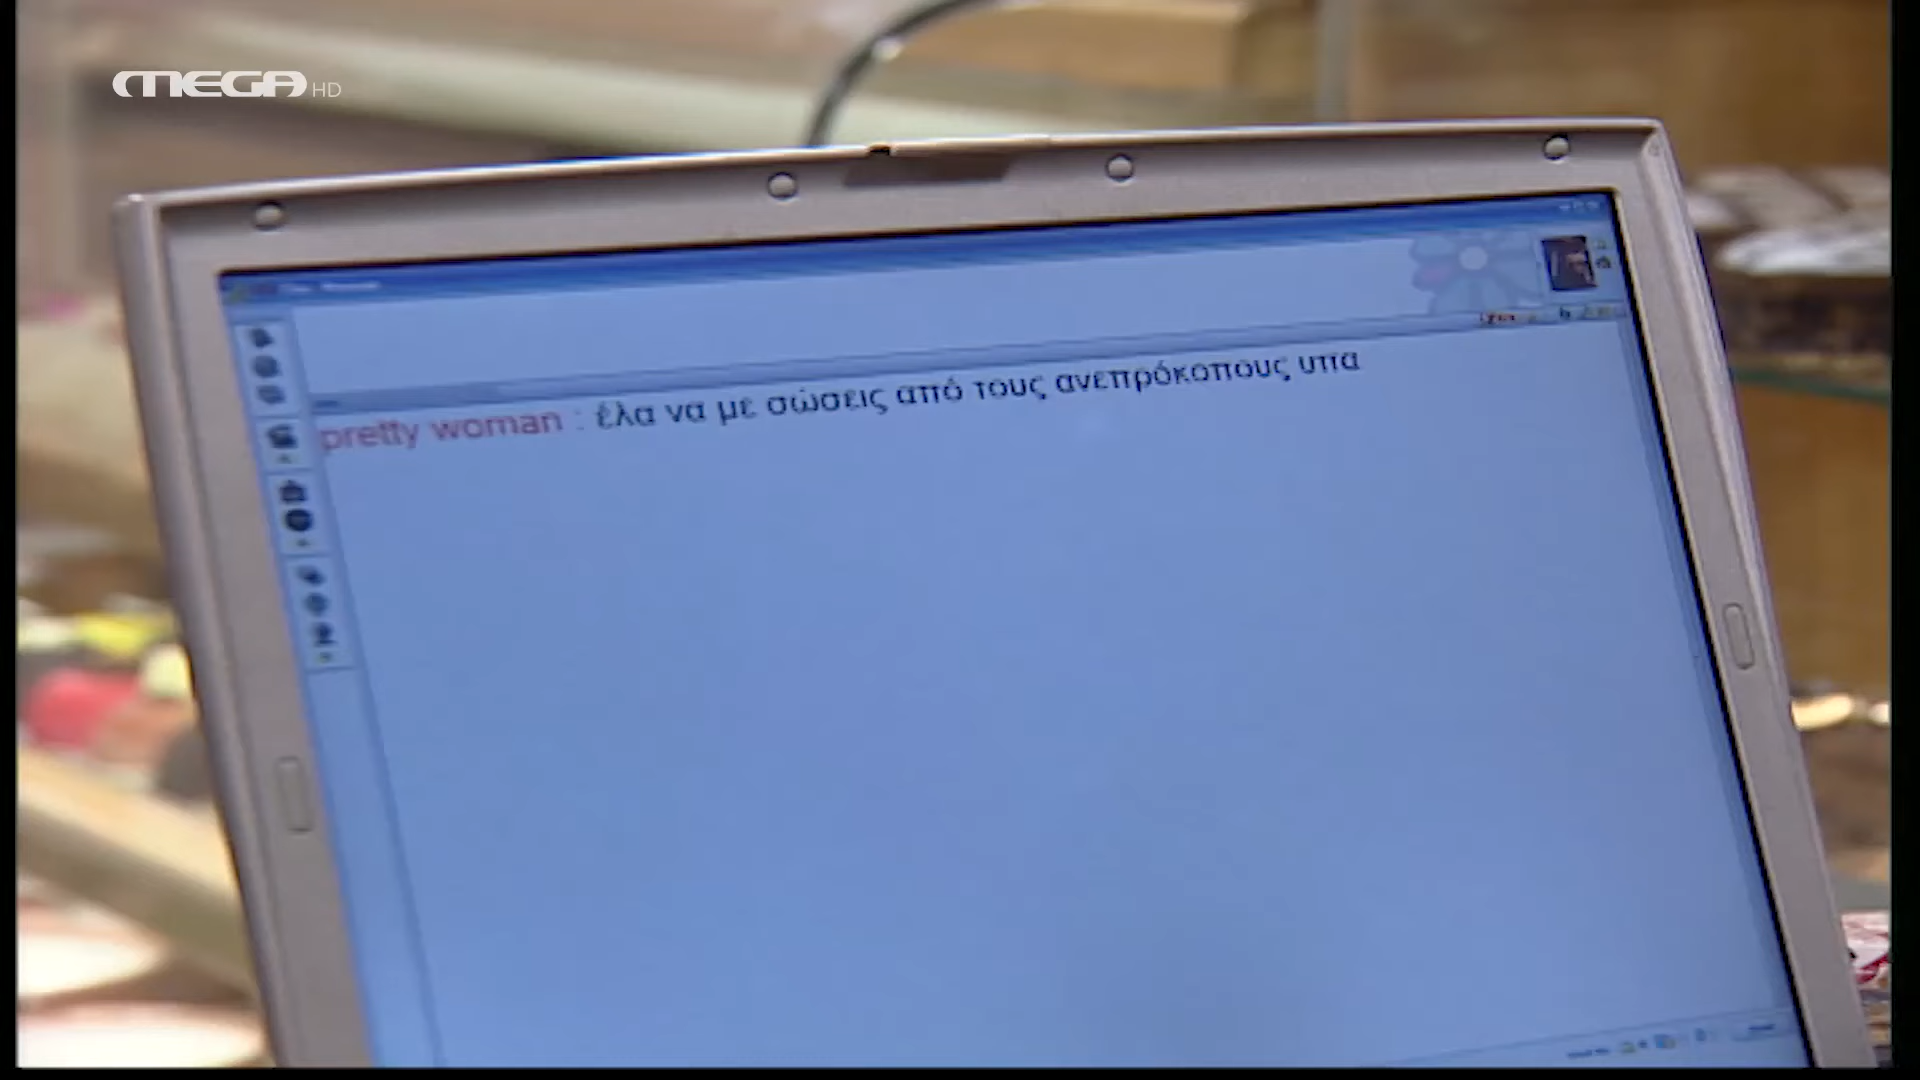 MEGA HD
pretty woman : έλα να με σώσεις από τους ανεπρόκοπους υπα